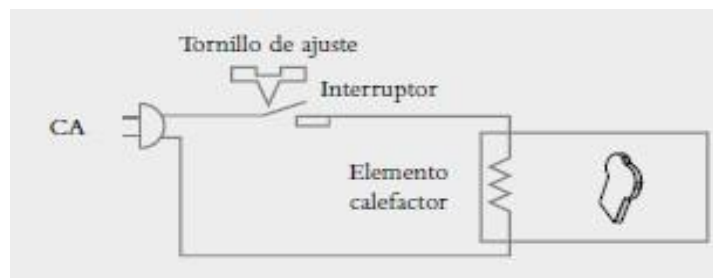 Tornillo de ajuste
Interruptor
CA
Elemento
calefactor